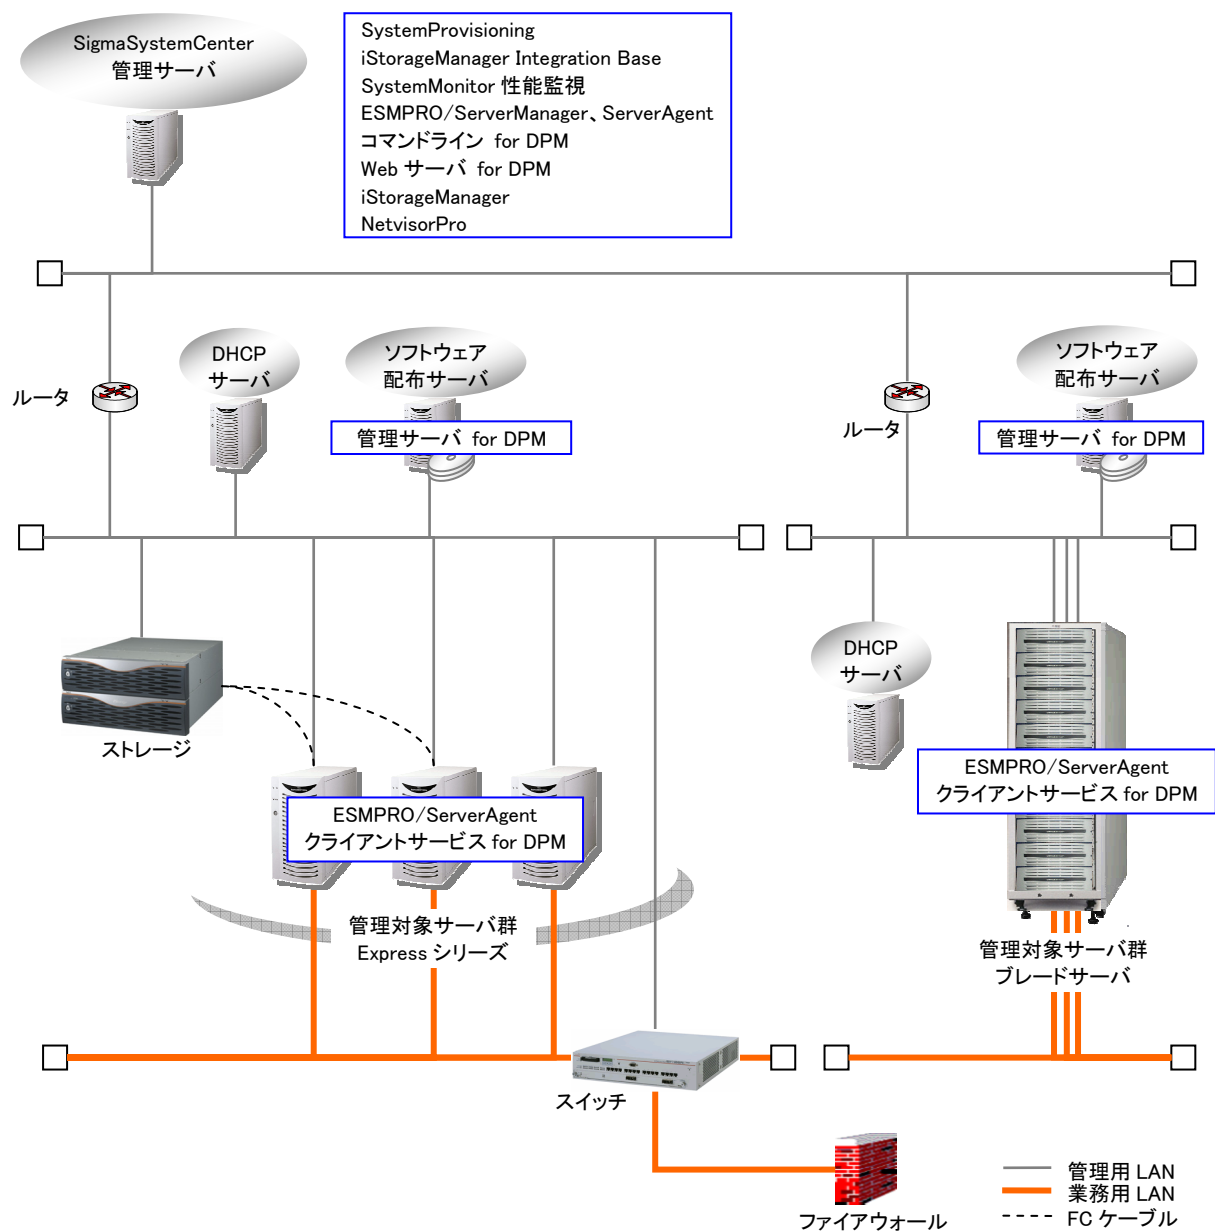 SigmaSystemCenter
管理サーバ
SystemProvisioning
iStorageManager Integration Base
SystemMonitor 性能監視
ESMPRO/ServerManager、ServerAgent
コマンドライン for DPM
Web サーバ for DPM
iStorageManager
NetvisorPro
ルータ
DHCP
サーバ
ソフトウェア
配布サーバ
管理サーバ for DPM
ルータ
ソフトウェア
配布サーバ
管理サーバ for DPM
ストレージ
DHCP
サーバ
ESMPRO/ServerAgent
クライアントサービス for DPM
ESMPRO/ServerAgent
クライアントサービス for DPM
管理対象サーバ群
Express シリーズ
管理対象サーバ群
ブレードサーバ
スイッチ
ファイアウォール
管理用 LAN
業務用 LAN
FC ケーブル